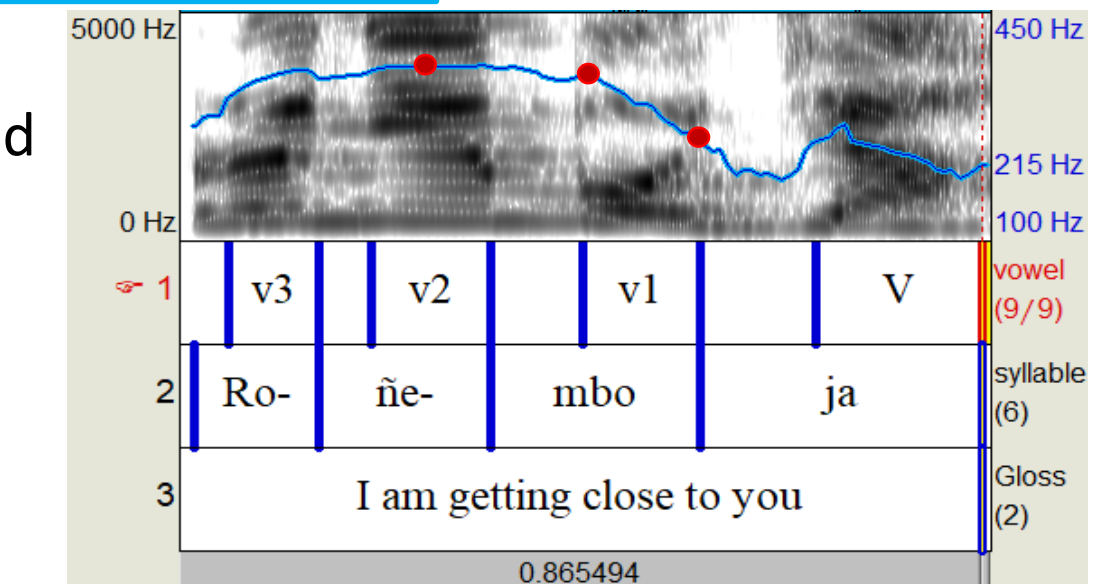 5000 Hz 450 Hz
d
215 Hz
0 Hz 100 Hz
☞ 1 v3 v2 v1 V vowel (9/9)
2 Ro- ñe- mbo ja syllable (6)
3 I am getting close to you Gloss (2)
0.865494